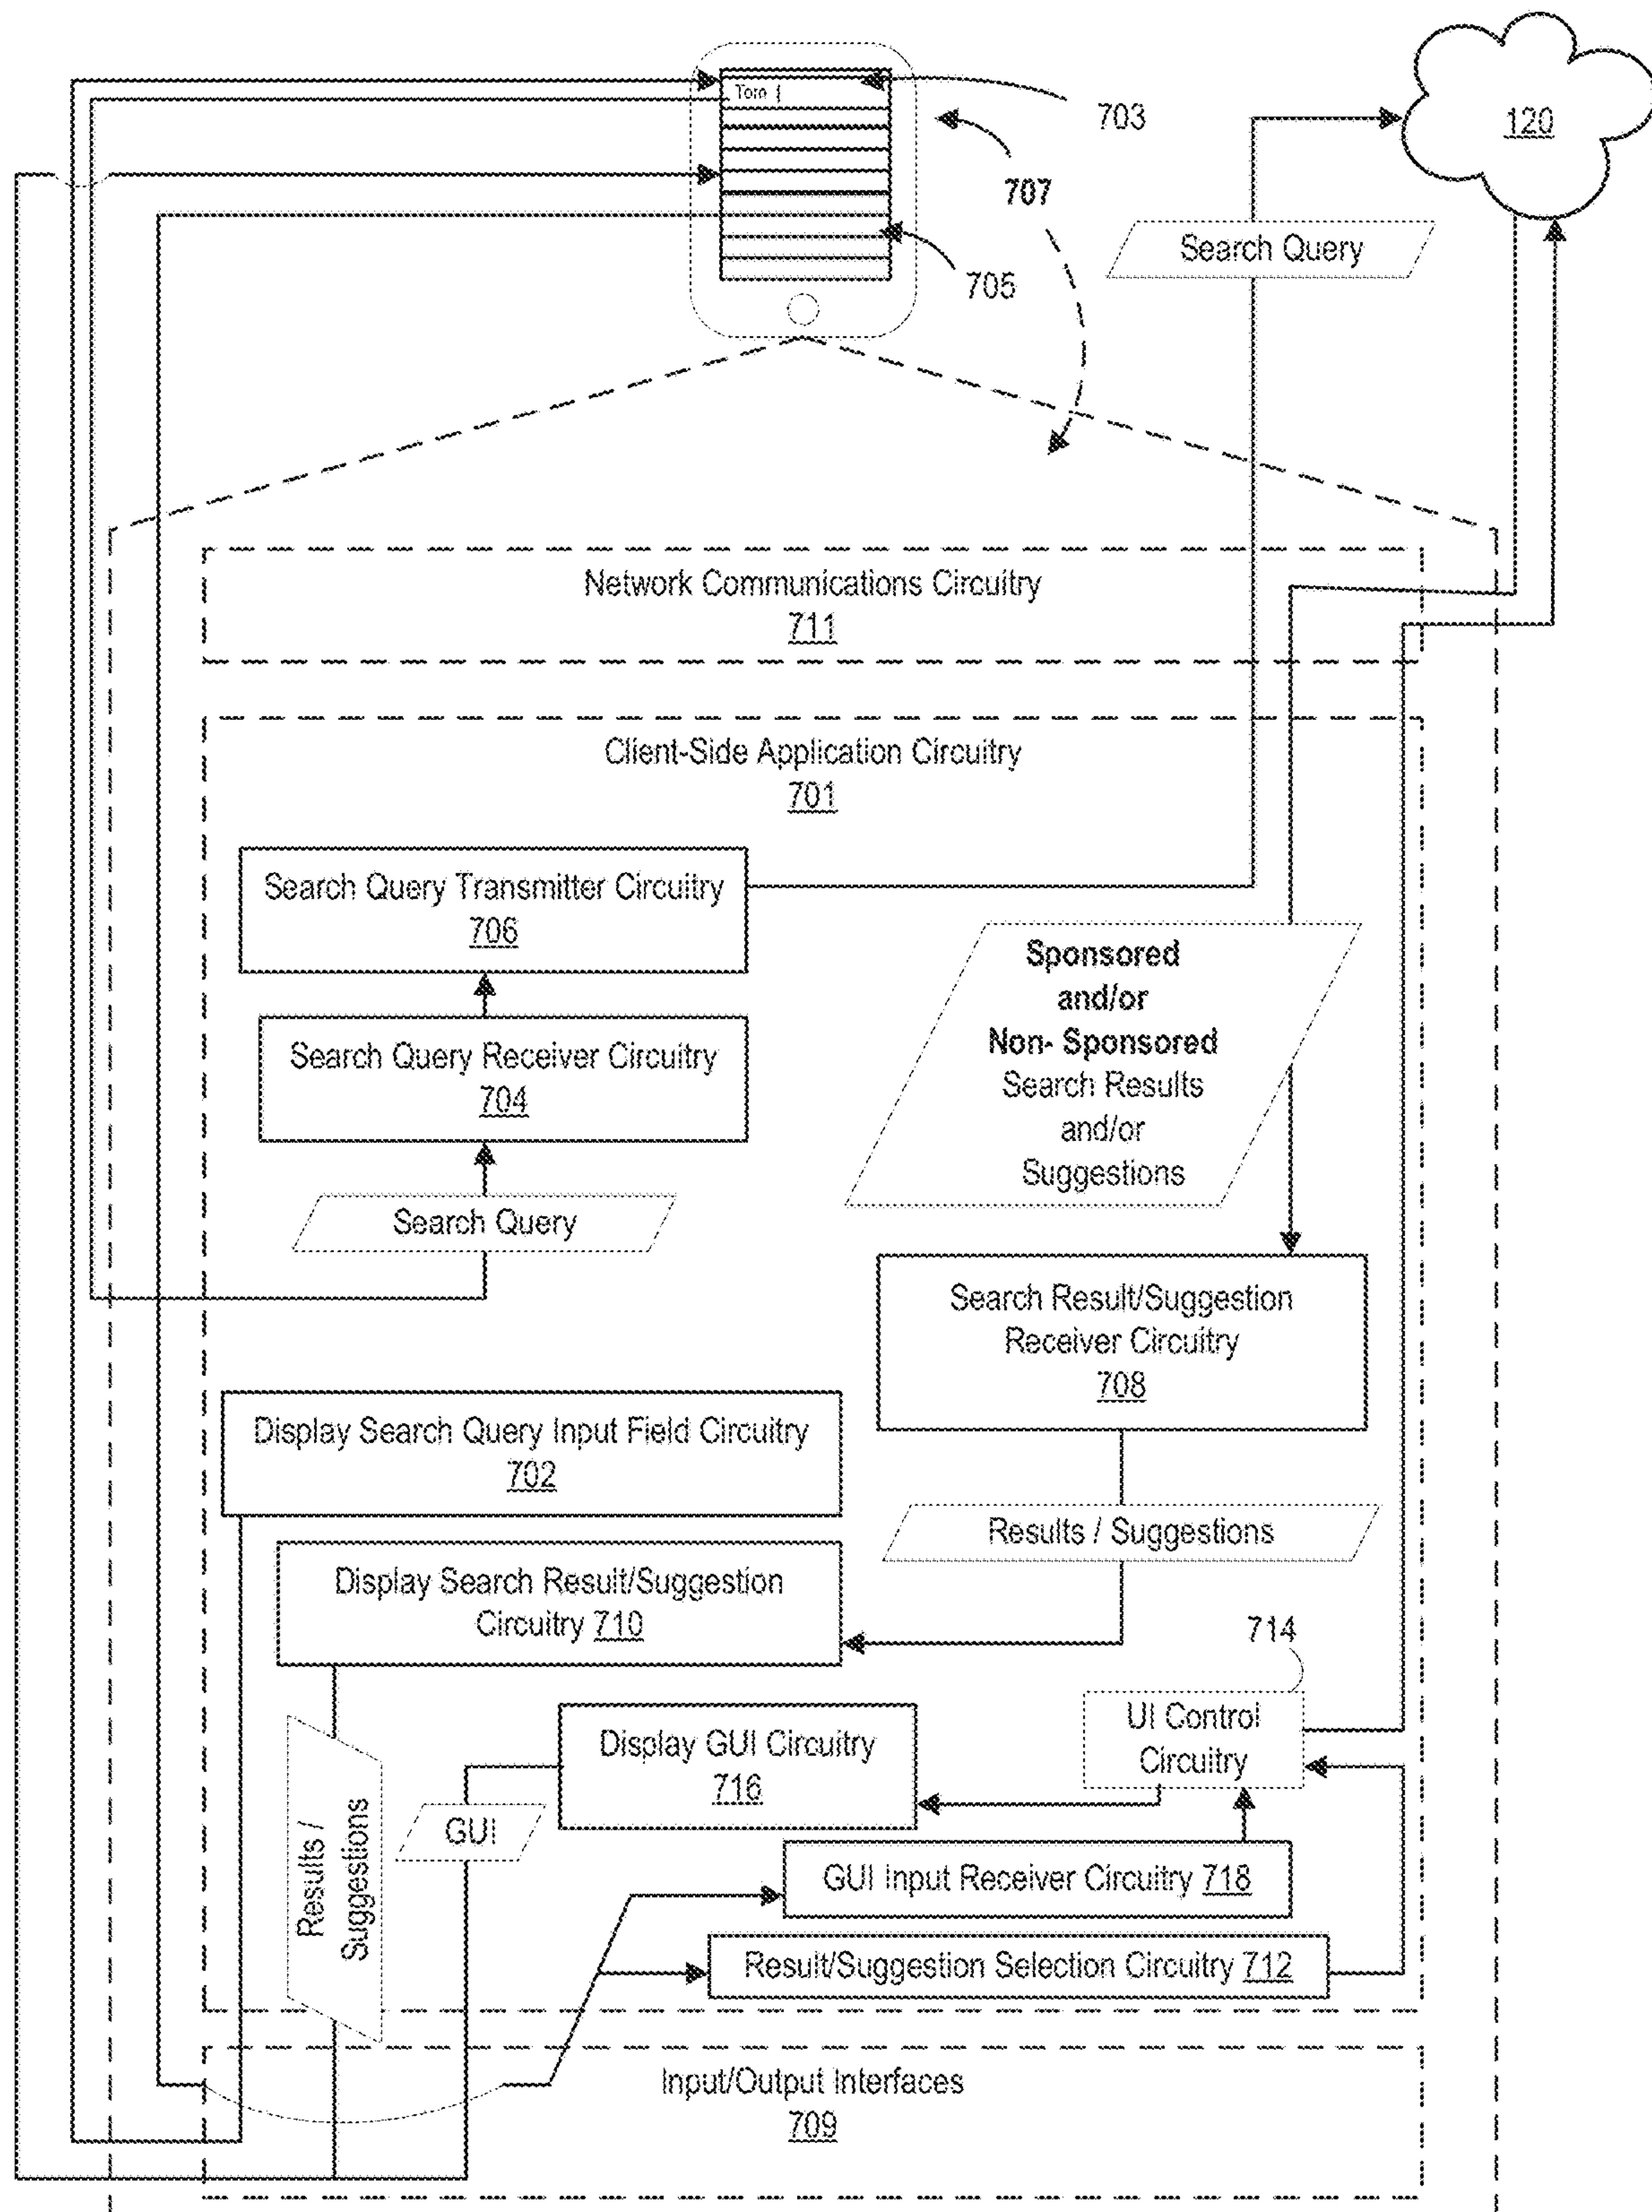 Tom |
703
120
707
Search Query
705
Network Communications Circuitry
711
Client-Side Application Circuitry
701
Search Query Transmitter Circuitry
706
Sponsored
and/or
Non- Sponsored
Search Results
and/or
Suggestions
Search Query Receiver Circuitry
704
Search Query
Search Result/Suggestion
Receiver Circuitry
708
Display Search Query Input Field Circuitry
702
Results / Suggestions
Display Search Result/Suggestion
Circuitry 710
714
UI Control
Circuitry
Display GUI Circuitry
716
Results /
Suggestions
GUI
GUI Input Receiver Circuitry 718
Result/Suggestion Selection Circuitry 712
Input/Output Interfaces
709